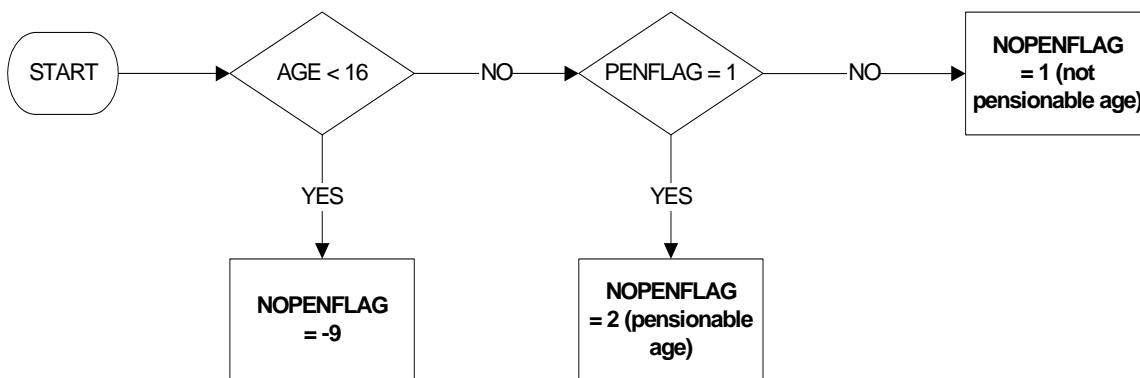 START
AGE < 16
NO
PENFLAG = 1
NO
NOPENFLAG
= 1 (not
pensionable age)
YES
YES
NOPENFLAG
= -9
NOPENFLAG
= 2 (pensionable
age)